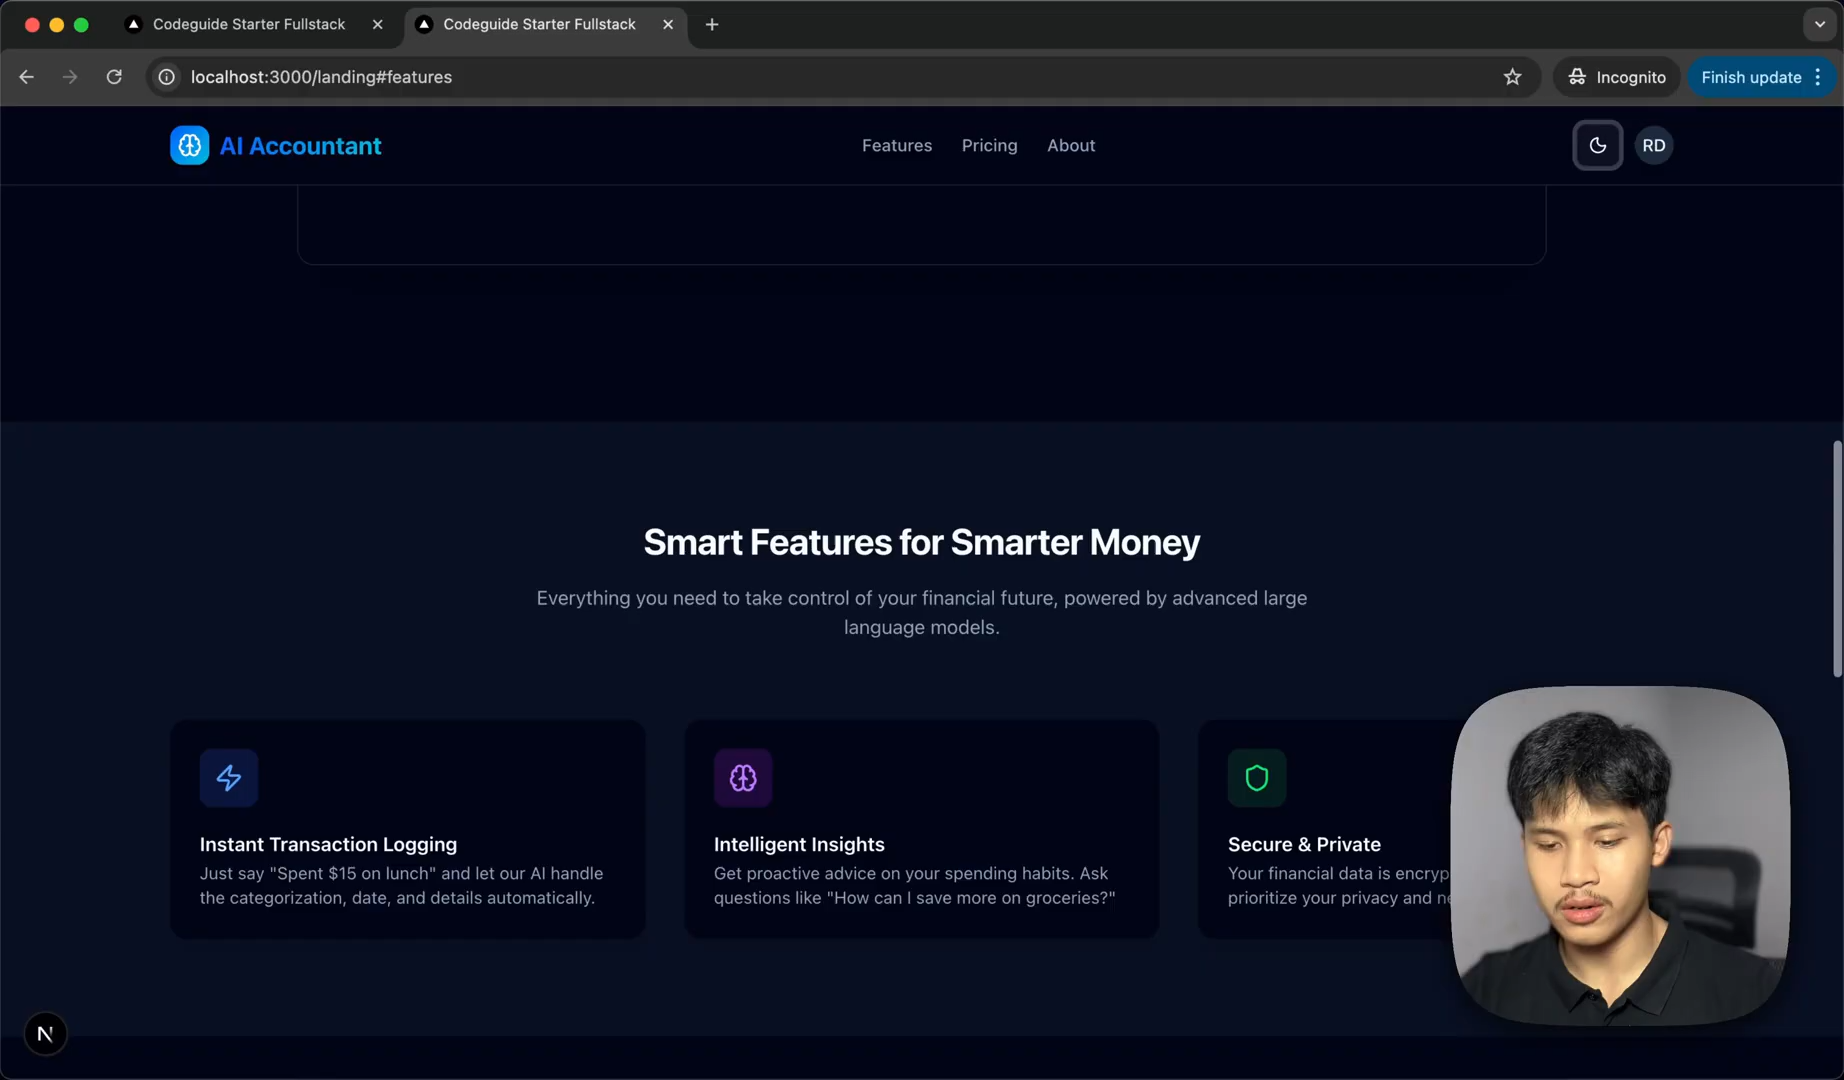 Codeguide Starter Fullstack
Codeguide Starter Fullstack
localhost:3000/landing#features
Incognito
Finish update
AI Accountant
Features
Pricing
About
RD
Smart Features for Smarter Money
Everything you need to take control of your financial future, powered by advanced large
language models.
Instant Transaction Logging
Just say "Spent $15 on lunch" and let our AI handle
the categorization, date, and details automatically.
Intelligent Insights
Get proactive advice on your spending habits. Ask
questions like "How can I save more on groceries?"
Secure & Private
Your financial data is
prioritize your privacy and
N